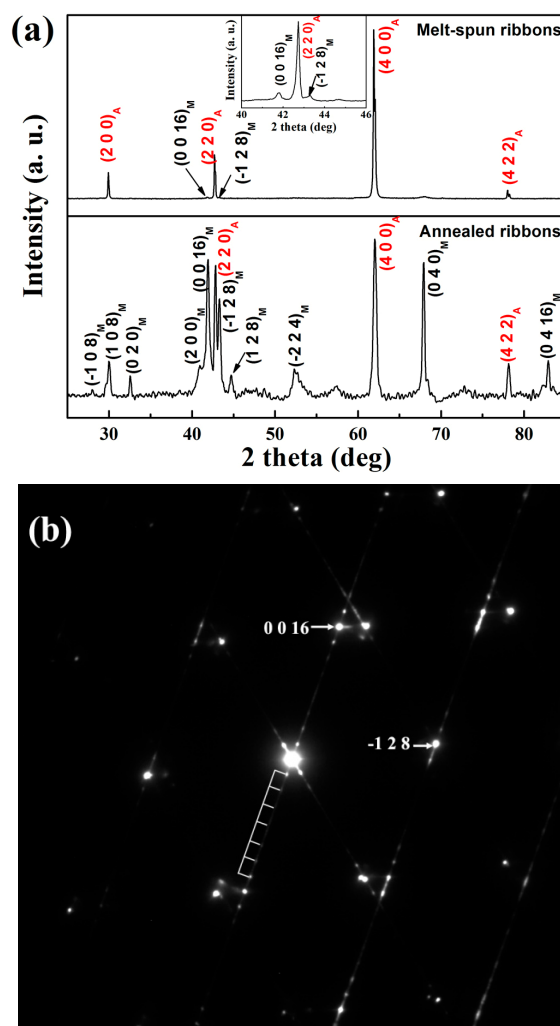 (a)
Melt-spun ribbons
Intensity (a. u.)
(2 0 0)A
(0 0 16)M
(2 2 0)A
(-1 2 8)M
(4 0 0)A
(4 2 2)A
Intensity (a. u.)
(0 0 16)M
(2 2 0)A
(-1 2 8)M
40 42 44 46
2 theta (deg)
Annealed ribbons
(-1 0 8)M
(1 0 8)M
(0 2 0)M
(2 0 0)M
(0 0 16)M
(2 2 0)A
(-1 2 8)M
(1 2 8)M
(-2 2 4)M
(4 0 0)A
(0 4 0)M
(4 2 2)A
(0 4 16)M
30 40 50 60 70 80
2 theta (deg)
(b)
0 0 16
-1 2 8